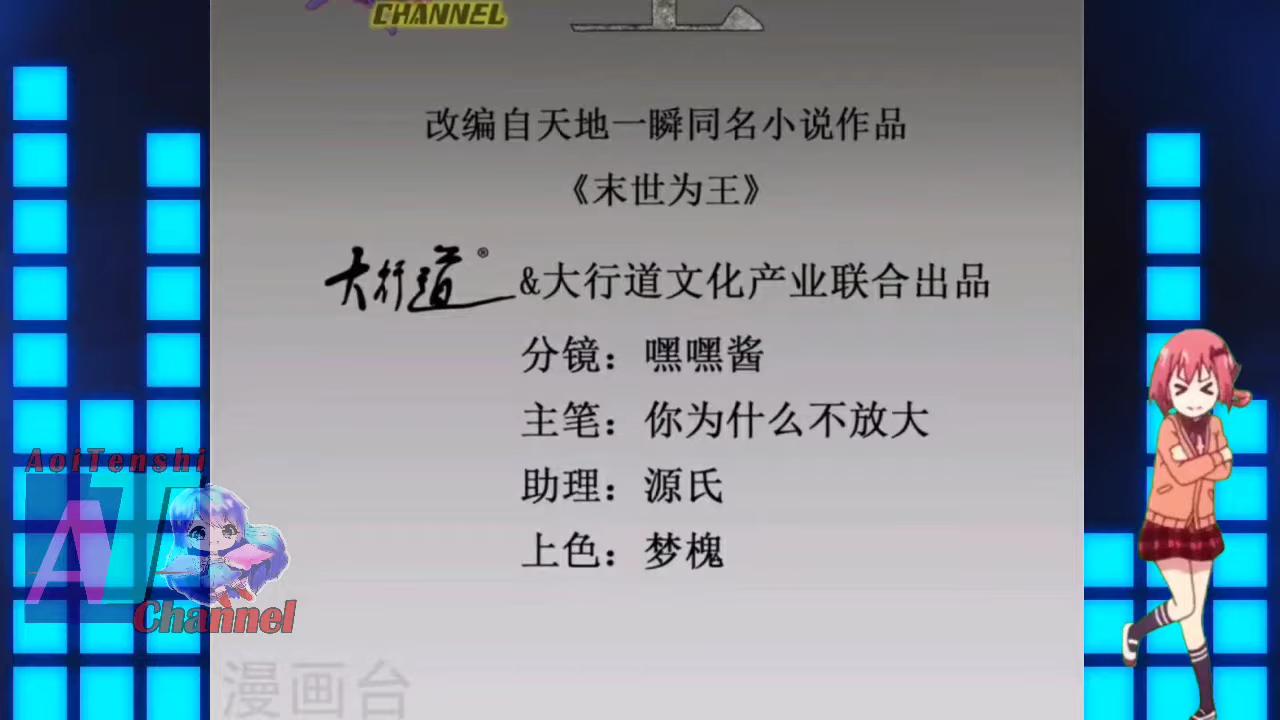 CHANNEL
改编自天地一瞬同名小说作品
《末世为王》
大行道® &大行道文化产业联合出品
分镜：嘿嘿酱
主笔：你为什么不放大
助理：源氏
上色：梦槐
AoiTenshi
AT
Channel
漫画台